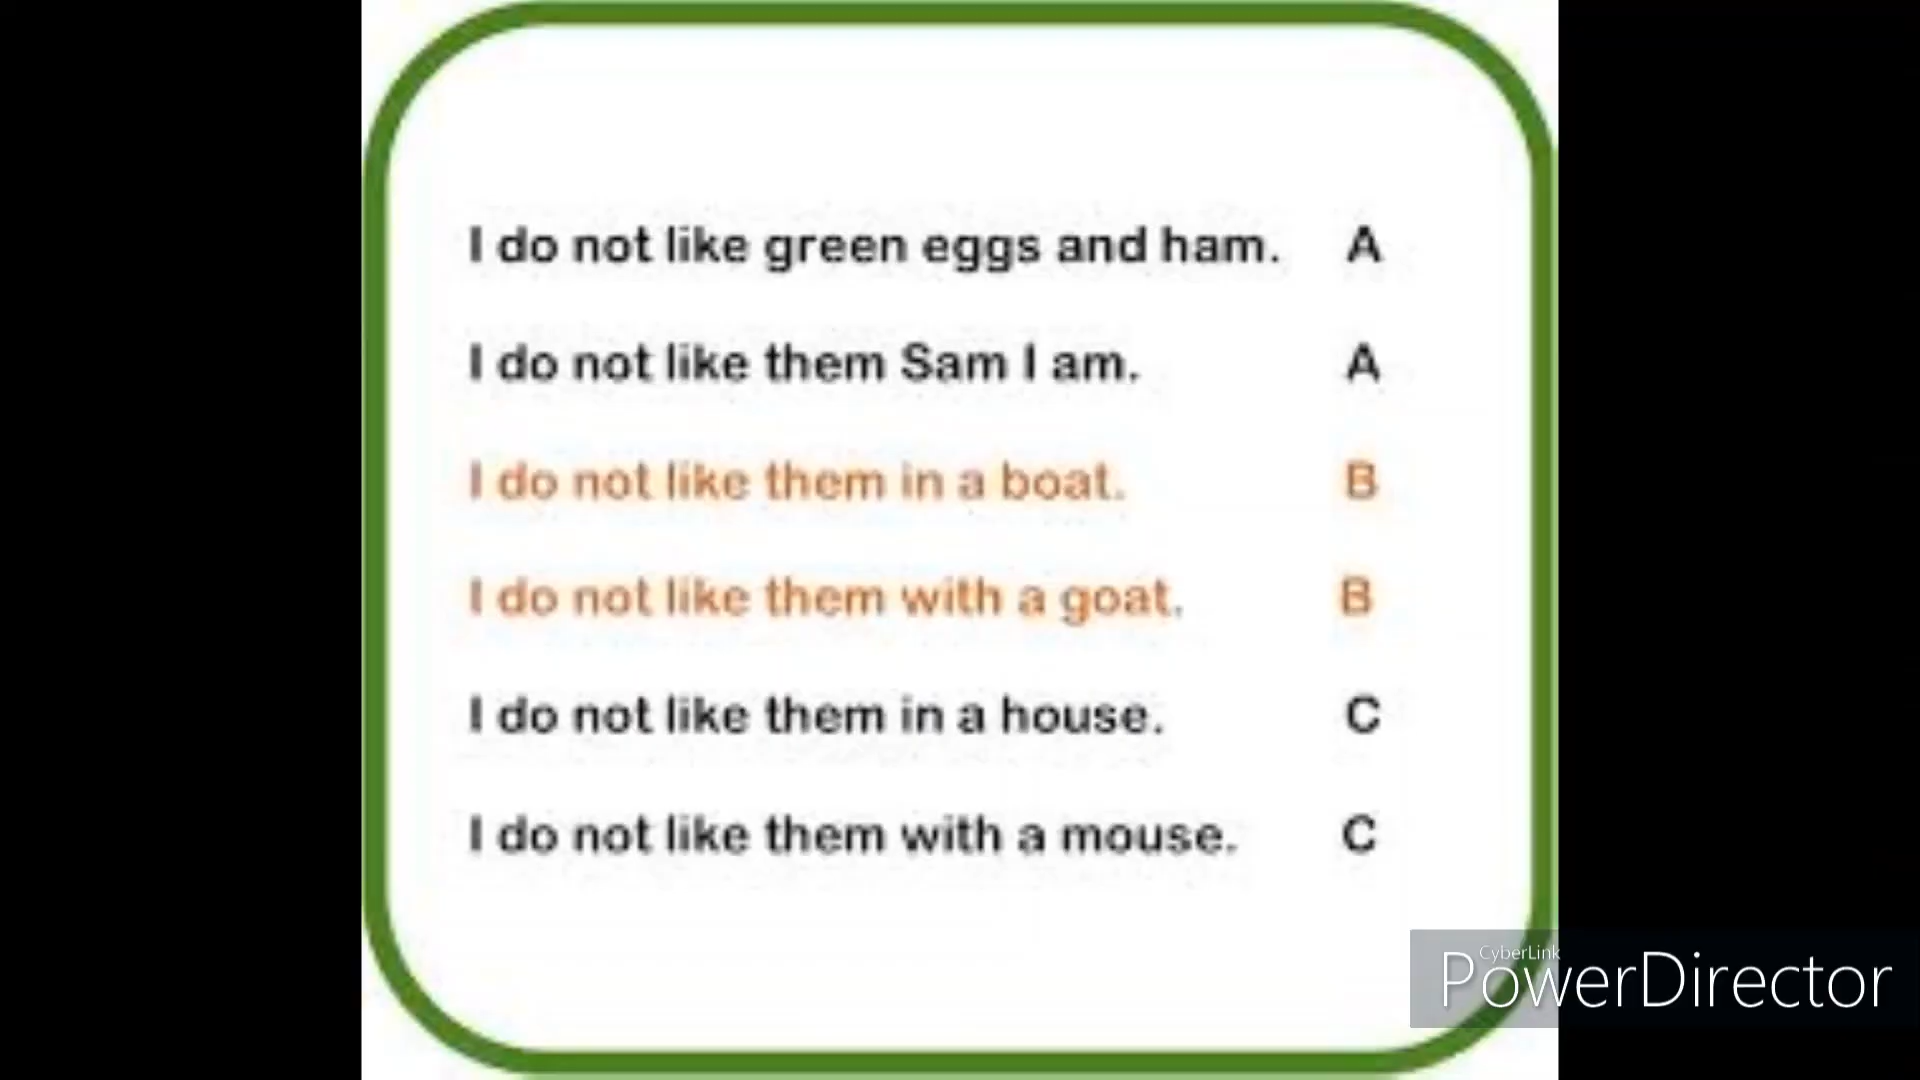 I do not like green eggs and ham. A
I do not like them Sam I am. A
I do not like them in a boat. B
I do not like them with a goat. B
I do not like them in a house. C
I do not like them with a mouse. C
CyberLink
PowerDirector